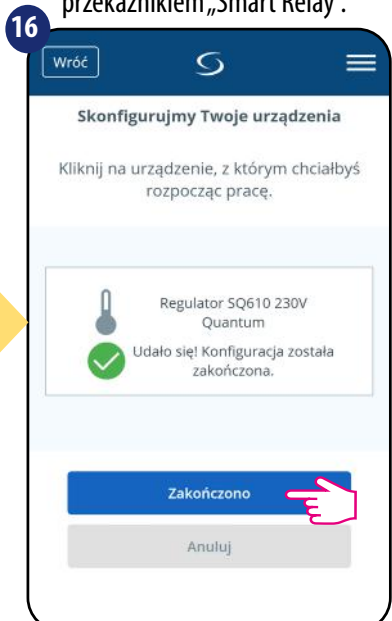 przekaźnikiem „Smart Relay".
16
Wróć
Skonfigurujmy Twoje urządzenia
Kliknij na urządzenie, z którym chciałbyś
rozpocząc pracę.
Regulator SQ610 230V
Quantum
Udało się! Konfiguracja została
zakończona.
Zakończono
Anuluj